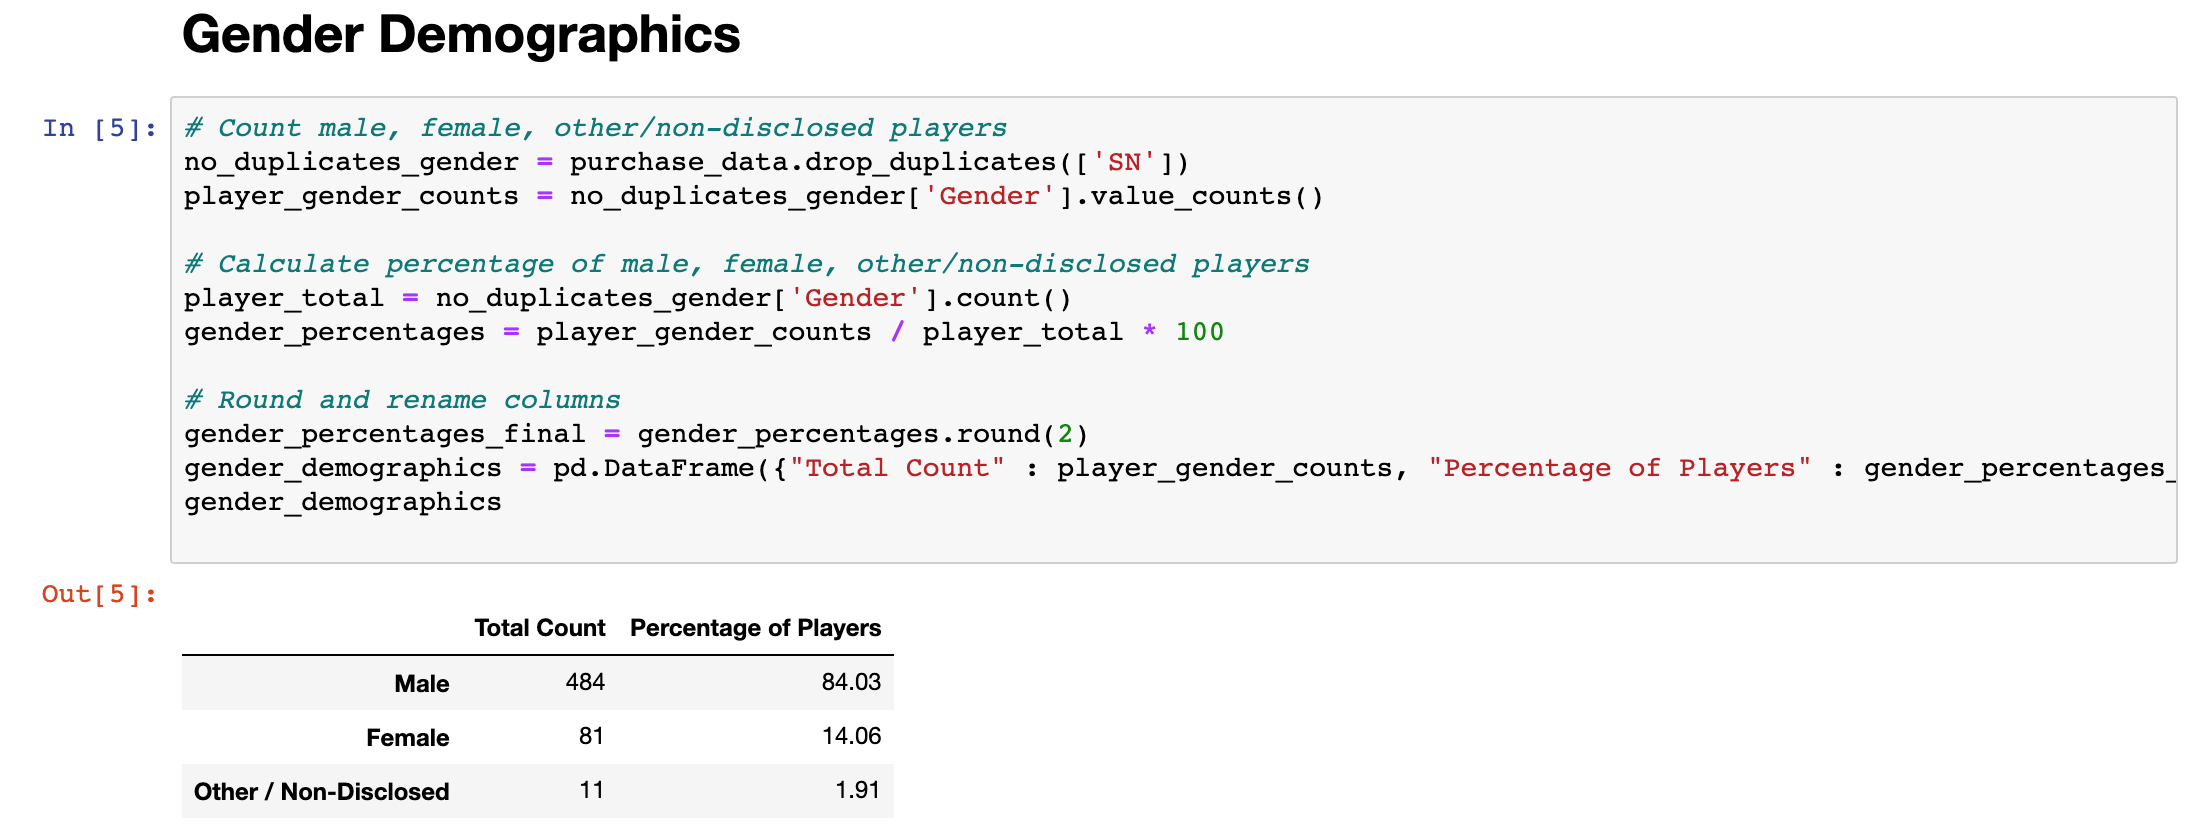 Gender Demographics
In [5]:
# Count male, female, other/non-disclosed players
no_duplicates_gender = purchase_data.drop_duplicates(['SN'])
player_gender_counts = no_duplicates_gender['Gender'].value_counts()
# Calculate percentage of male, female, other/non-disclosed players
player_total = no_duplicates_gender['Gender'].count()
gender_percentages = player_gender_counts / player_total * 100
# Round and rename columns
gender_percentages_final = gender_percentages.round(2)
gender_demographics = pd.DataFrame({"Total Count" : player_gender_counts, "Percentage of Players" : gender_percentages_
gender_demographics
Out[5]:
Total Count Percentage of Players
Male 484 84.03
Female 81 14.06
Other / Non-Disclosed 11 1.91